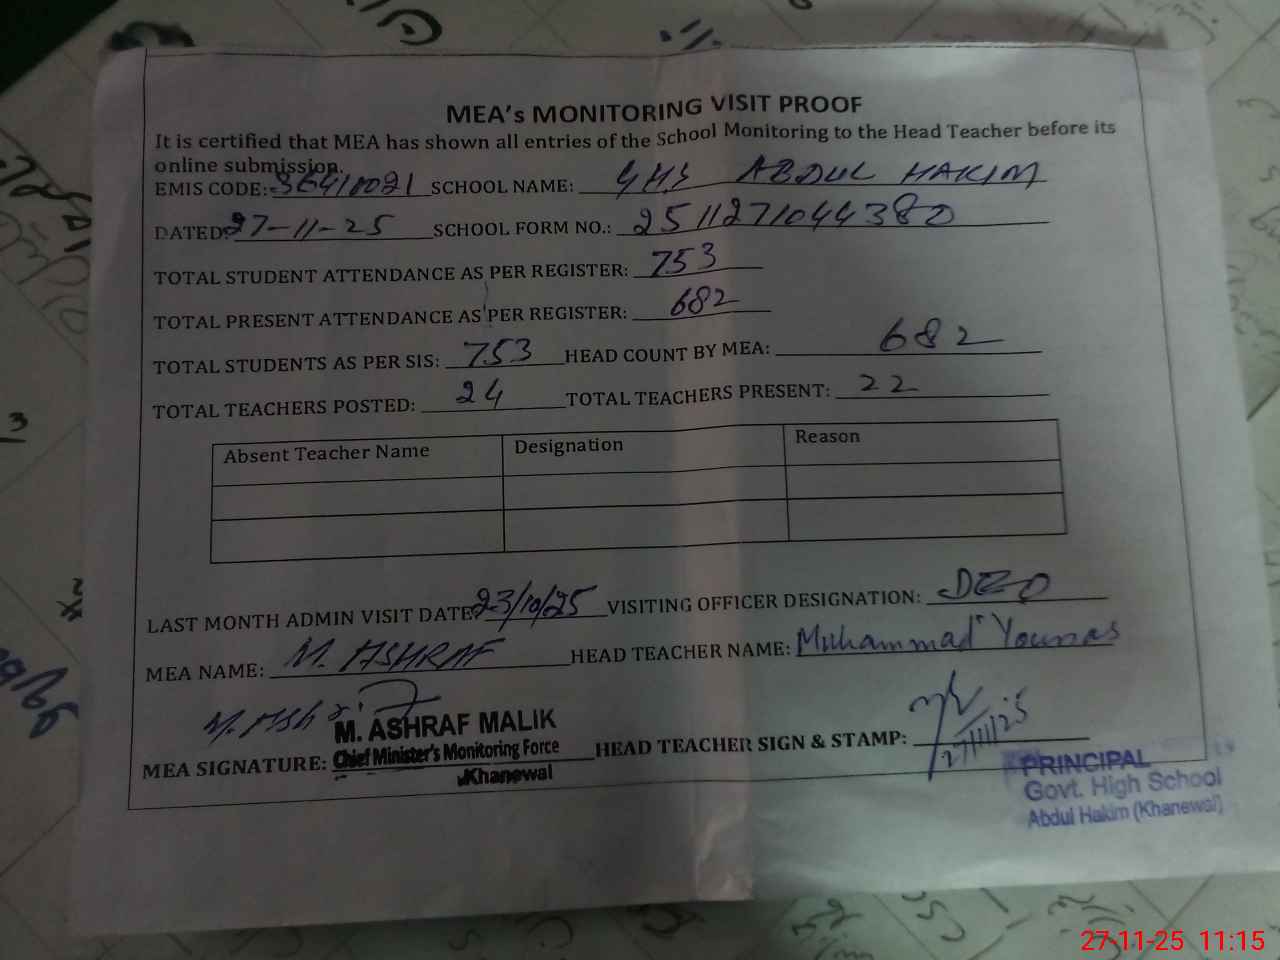 MEA's MONITORING VISIT PROOF
It is certified that MEA has shown all entries of the School Monitoring to the Head Teacher before its
online submission.
EMIS CODE: 36410021 SCHOOL NAME: GHS ABDUL HAKIM
DATED: 27-11-25 SCHOOL FORM NO.: 2511271044380
TOTAL STUDENT ATTENDANCE AS PER REGISTER: 753
TOTAL PRESENT ATTENDANCE AS PER REGISTER: 682
TOTAL STUDENTS AS PER SIS: 753 HEAD COUNT BY MEA: 682
TOTAL TEACHERS POSTED: 24 TOTAL TEACHERS PRESENT: 22
Absent Teacher Name Designation Reason
LAST MONTH ADMIN VISIT DATE: 23/10/25 VISITING OFFICER DESIGNATION: DEO
MEA NAME: M. ASHRAF HEAD TEACHER NAME: Muhammad Younas
M. ASHRAF MALIK
Chief Minister's Monitoring Force
Khanewal
MEA SIGNATURE: HEAD TEACHER SIGN & STAMP: 27/11/25
PRINCIPAL
Govt. High School
Abdul Hakim (Khanewal)
27-11-25 11:15